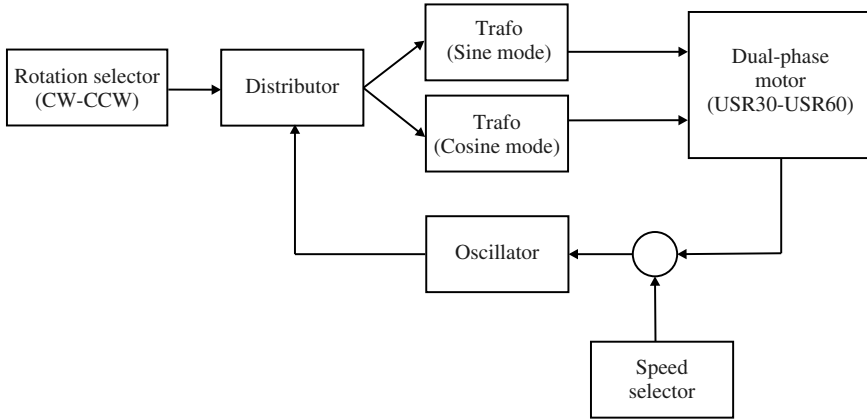 Rotation selector
(CW-CCW)
Distributor
Trafo
(Sine mode)
Trafo
(Cosine mode)
Dual-phase
motor
(USR30-USR60)
Oscillator
Speed
selector